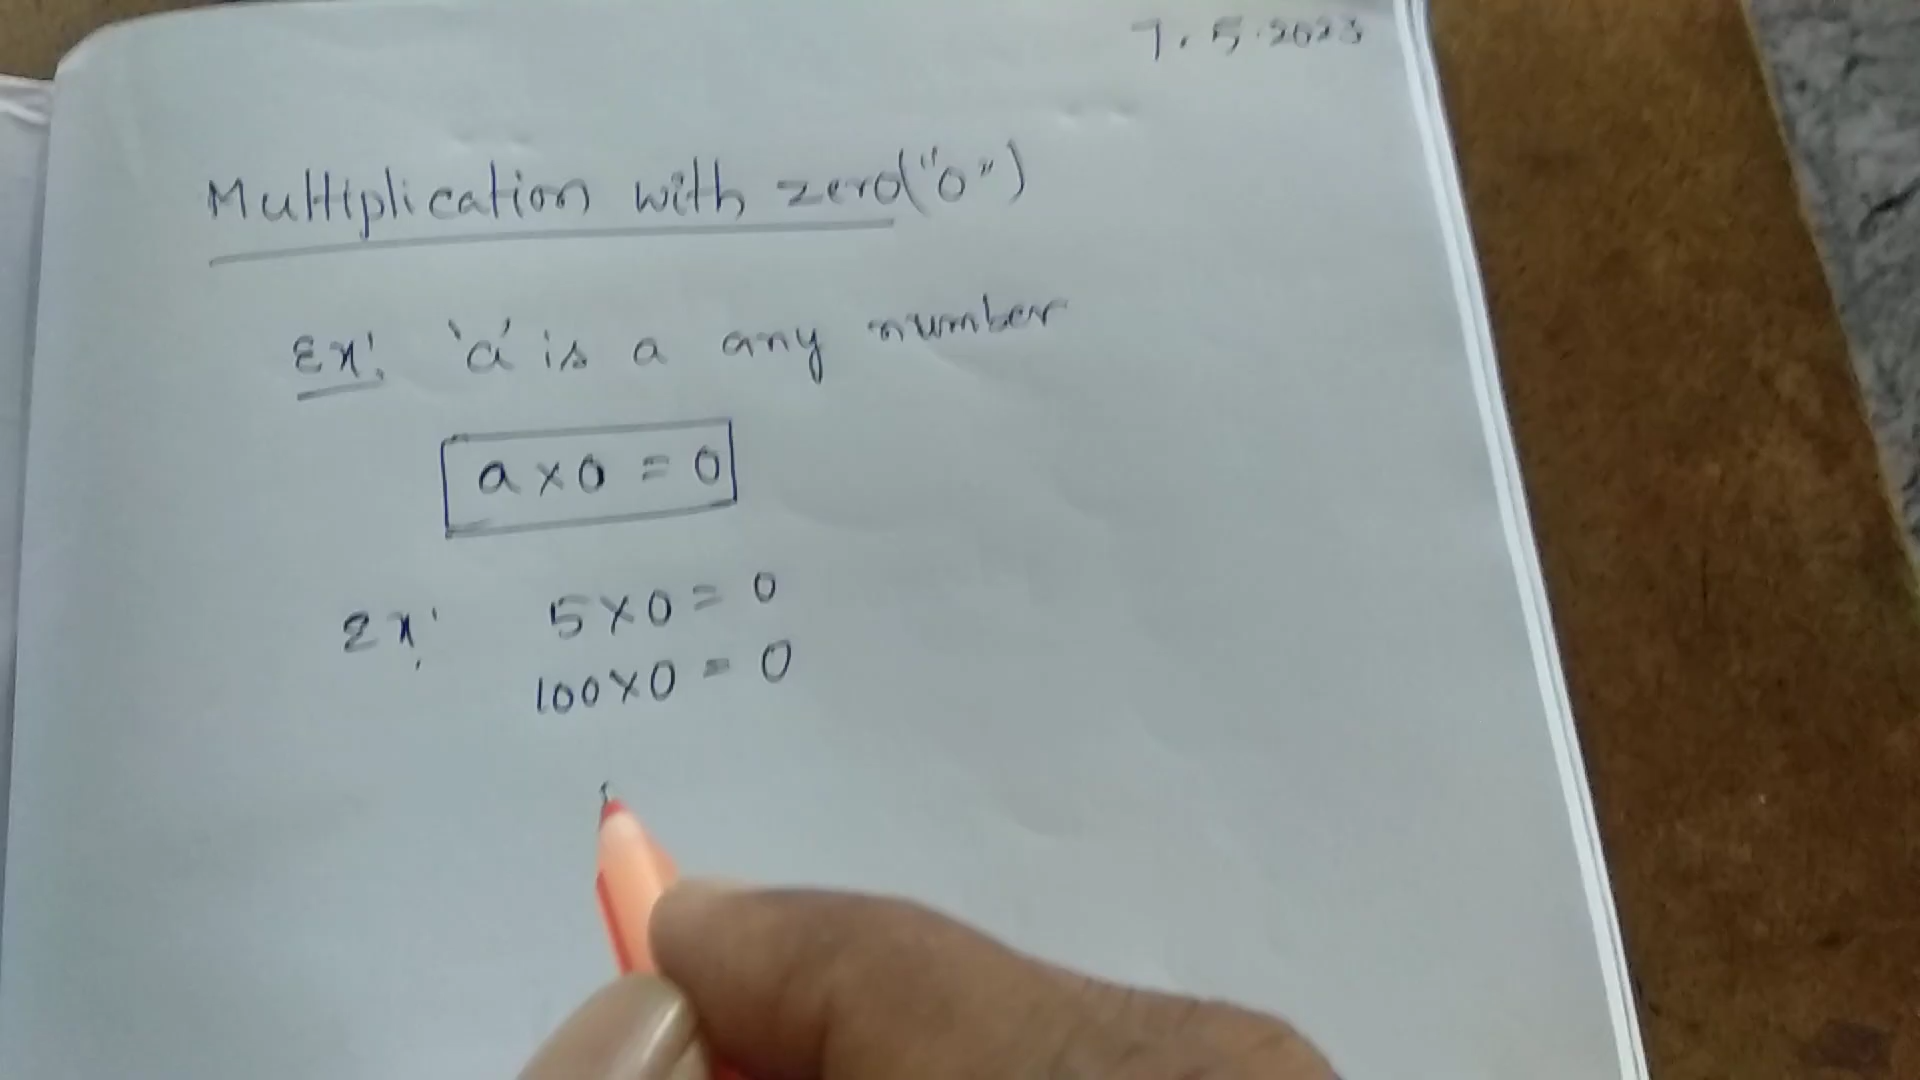 7.5.2023
Multiplication with zero("0")
Ex: 'a' is a any number
a x 0 = 0
Ex: 5 x 0 = 0
100 x 0 = 0